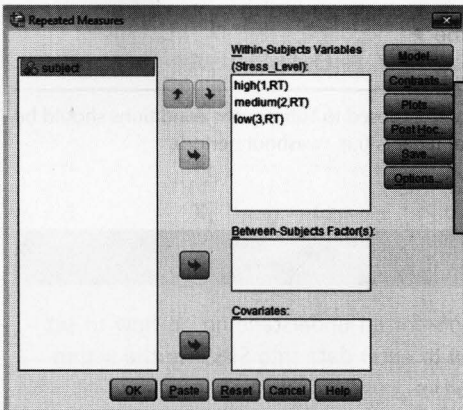 Repeated Measures
subject
Within-Subjects Variables
(Stress_Level):
high(1,RT)
medium(2,RT)
low(3,RT)
Between-Subjects Factor(s):
Covariates:
Model...
Contrasts...
Plots...
Post Hoc...
Save...
Options...
OK Paste Reset Cancel Help